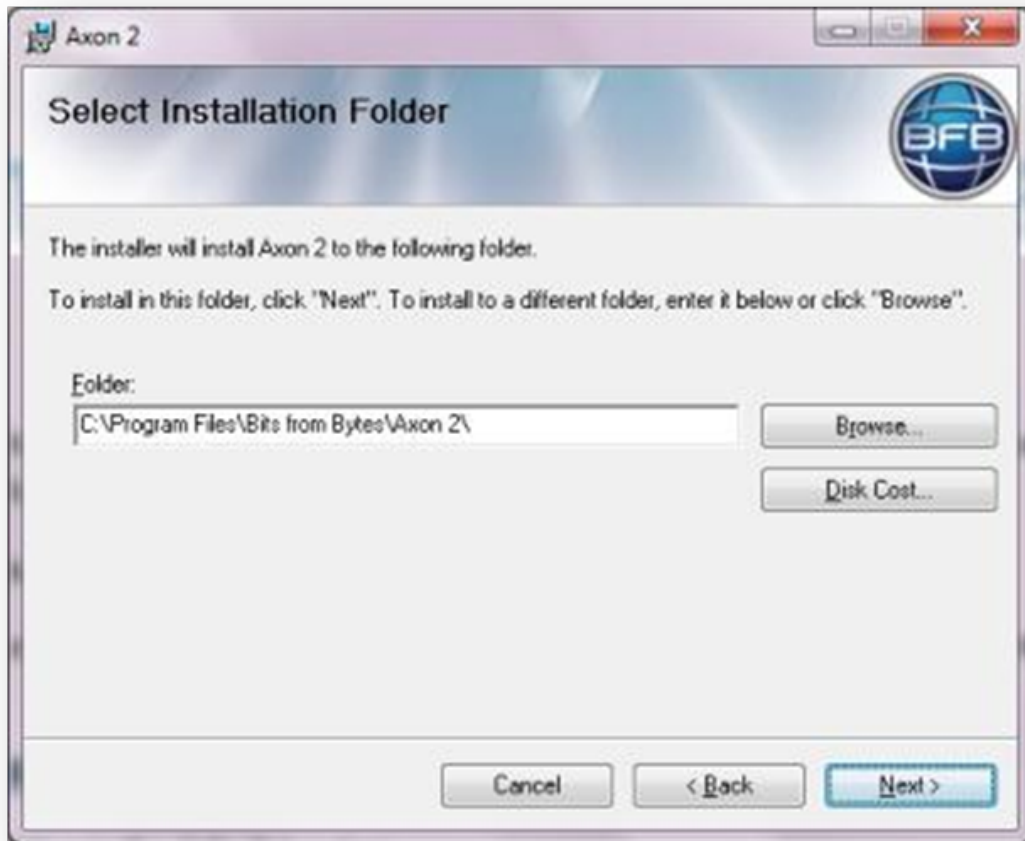 Axon 2
Select Installation Folder
BFB
The installer will install Axon 2 to the following folder.
To install in this folder, click "Next". To install to a different folder, enter it below or click "Browse".
Folder:
C:\Program Files\Bits from Bytes\Axon 2\
Browse...
Disk Cost...
Cancel
< Back
Next >